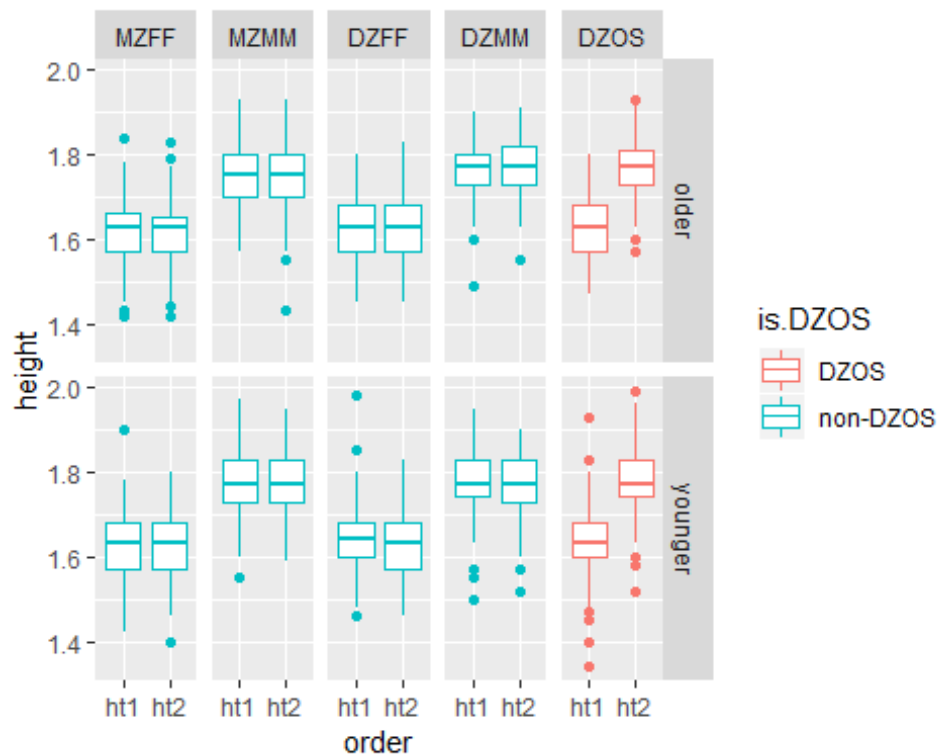 MZFF MZMM DZFF DZMM DZOS
2.0
1.8
1.6
1.4
older
height
2.0
1.8
1.6
1.4
younger
ht1 ht2 ht1 ht2 ht1 ht2 ht1 ht2 ht1 ht2
order
is.DZOS
DZOS
non-DZOS